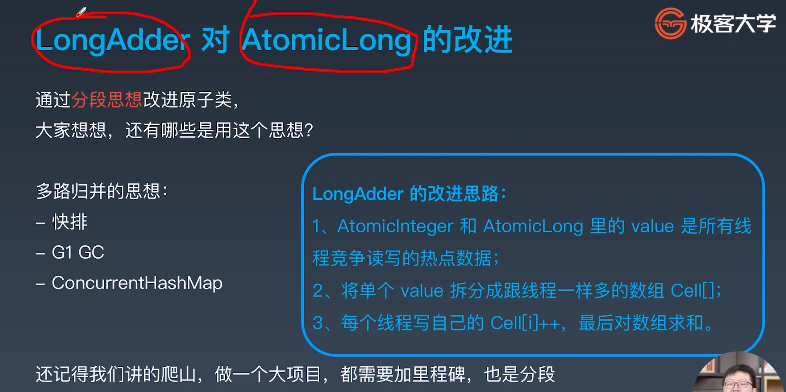 极客大学
LongAdder 对 AtomicLong 的改进
通过分段思想改进原子类，
大家想想，还有哪些是用这个思想？
多路归并的思想：
- 快排
- G1 GC
- ConcurrentHashMap
LongAdder 的改进思路：
1、AtomicInteger 和 AtomicLong 里的 value 是所有线
程竞争读写的热点数据；
2、将单个 value 拆分成跟线程一样多的数组 Cell[]；
3、每个线程写自己的 Cell[i]++，最后对数组求和。
还记得我们讲的爬山，做一个大项目，都需要加里程碑，也是分段